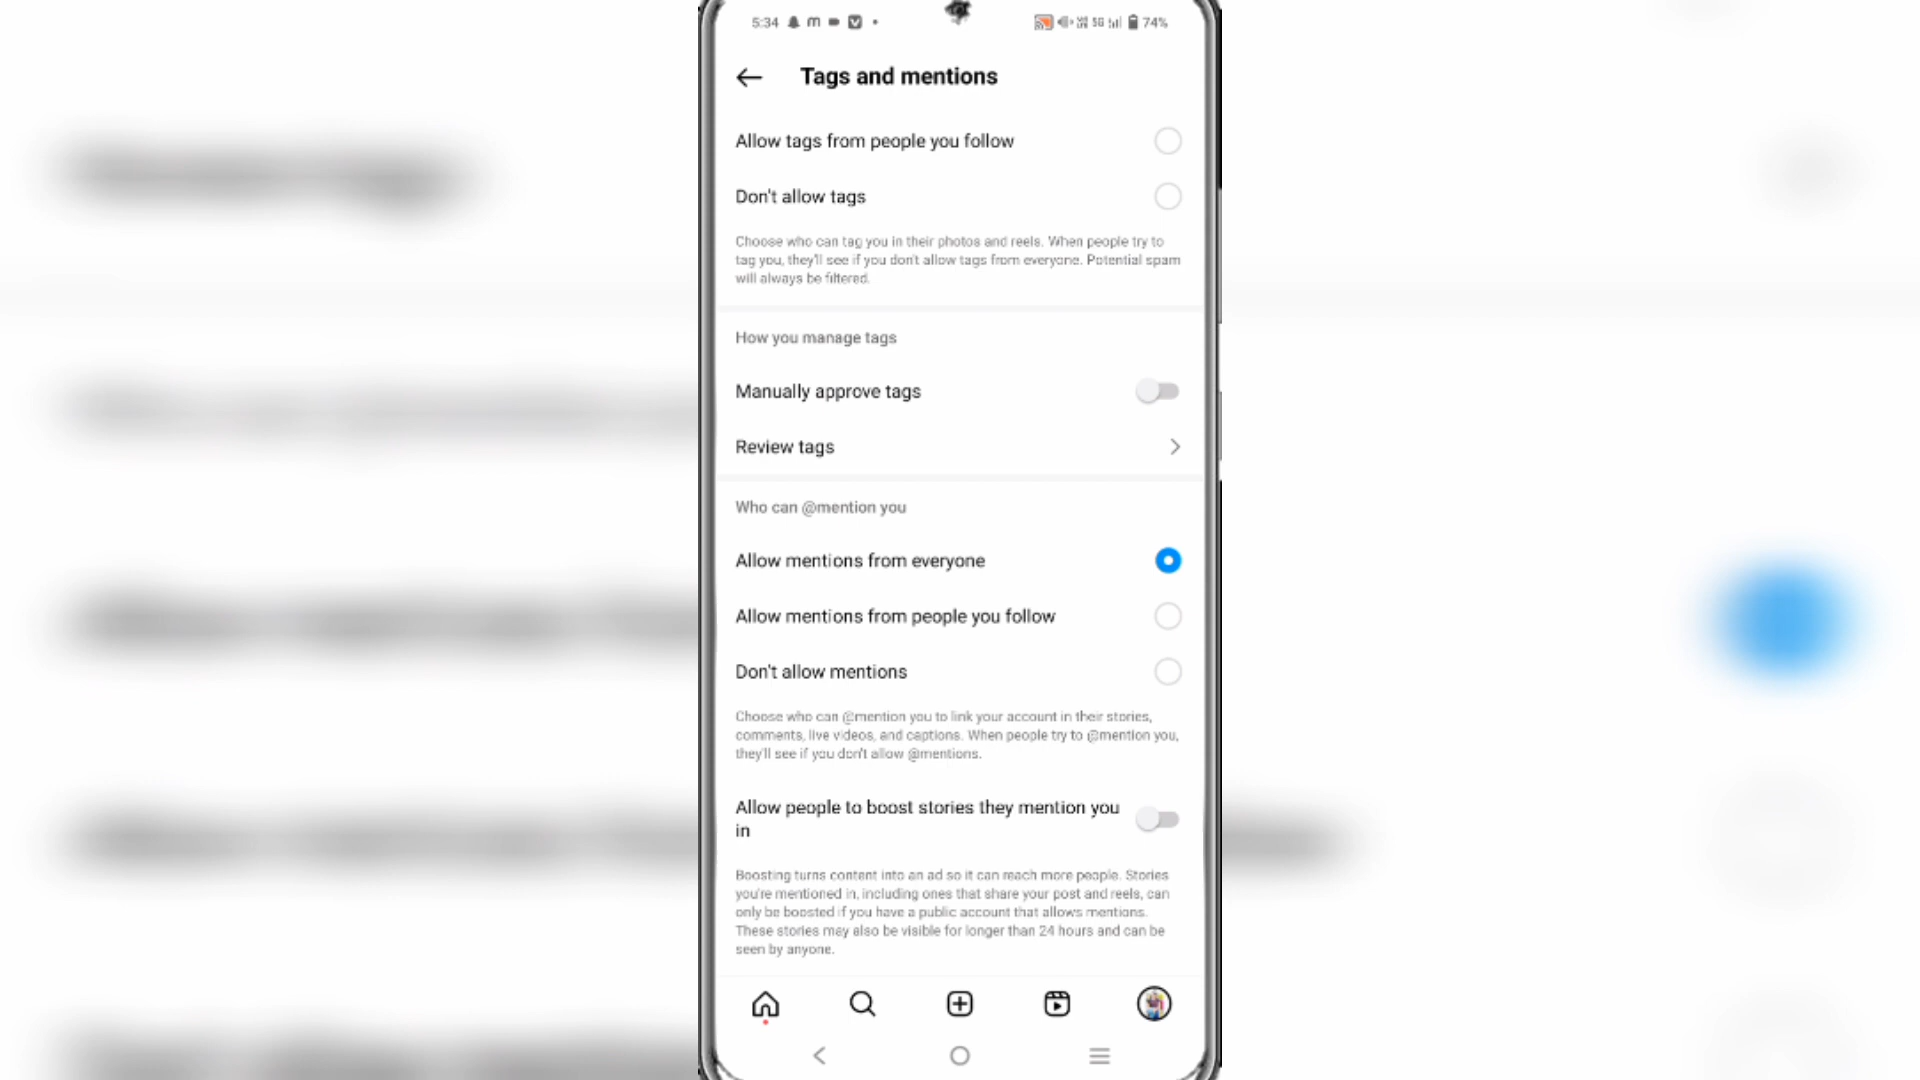 5:34
74%
Tags and mentions
Allow tags from people you follow
Don't allow tags
Choose who can tag you in their photos and reels. When people try to
tag you, they'll see if you don't allow tags from everyone. Potential spam
will always be filtered.
How you manage tags
Manually approve tags
Review tags
Who can @mention you
Allow mentions from everyone
Allow mentions from people you follow
Don't allow mentions
Choose who can @mention you to link your account in their stories,
comments, live videos, and captions. When people try to @mention you,
they'll see if you don't allow @mentions.
Allow people to boost stories they mention you
in
Boosting turns content into an ad so it can reach more people. Stories
you're mentioned in, including ones that share your post and reels, can
only be boosted if you have a public account that allows mentions.
These stories may also be visible for longer than 24 hours and can be
seen by anyone.